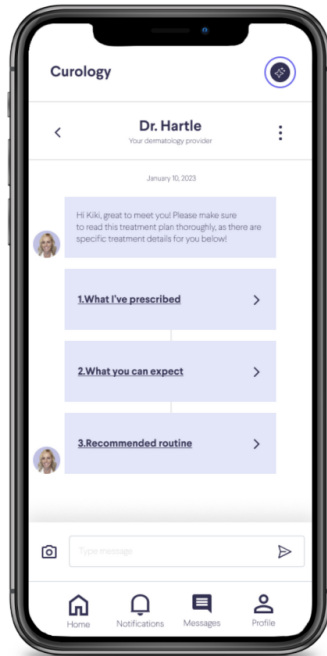 Curology
Dr. Hartle
Your dermatology provider
January 10, 2023
Hi Kiki, great to meet you! Please make sure
to read this treatment plan thoroughly, as there are
specific treatment details for you below!
1.What I've prescribed
2.What you can expect
3.Recommended routine
Type message
Home Notifications Messages Profile